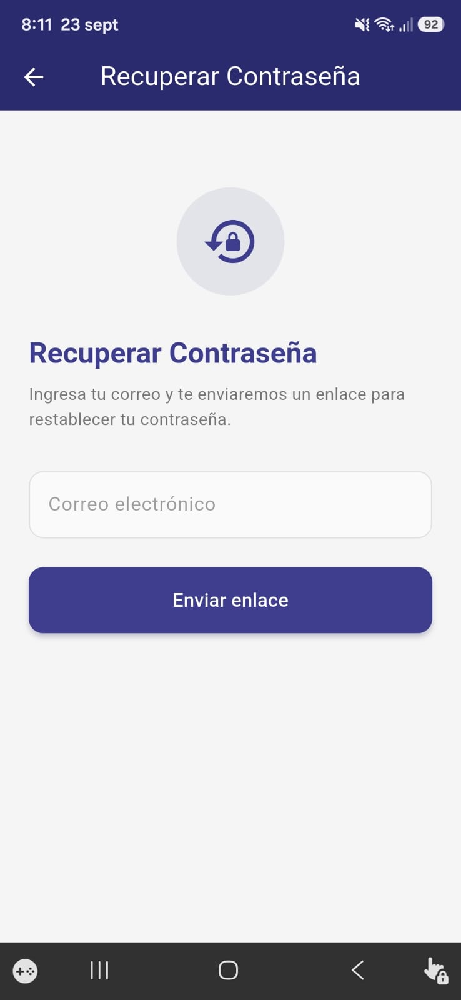 8:11 23 sept
92
Recuperar Contraseña
Recuperar Contraseña
Ingresa tu correo y te enviaremos un enlace para
restablecer tu contraseña.
Correo electrónico
Enviar enlace